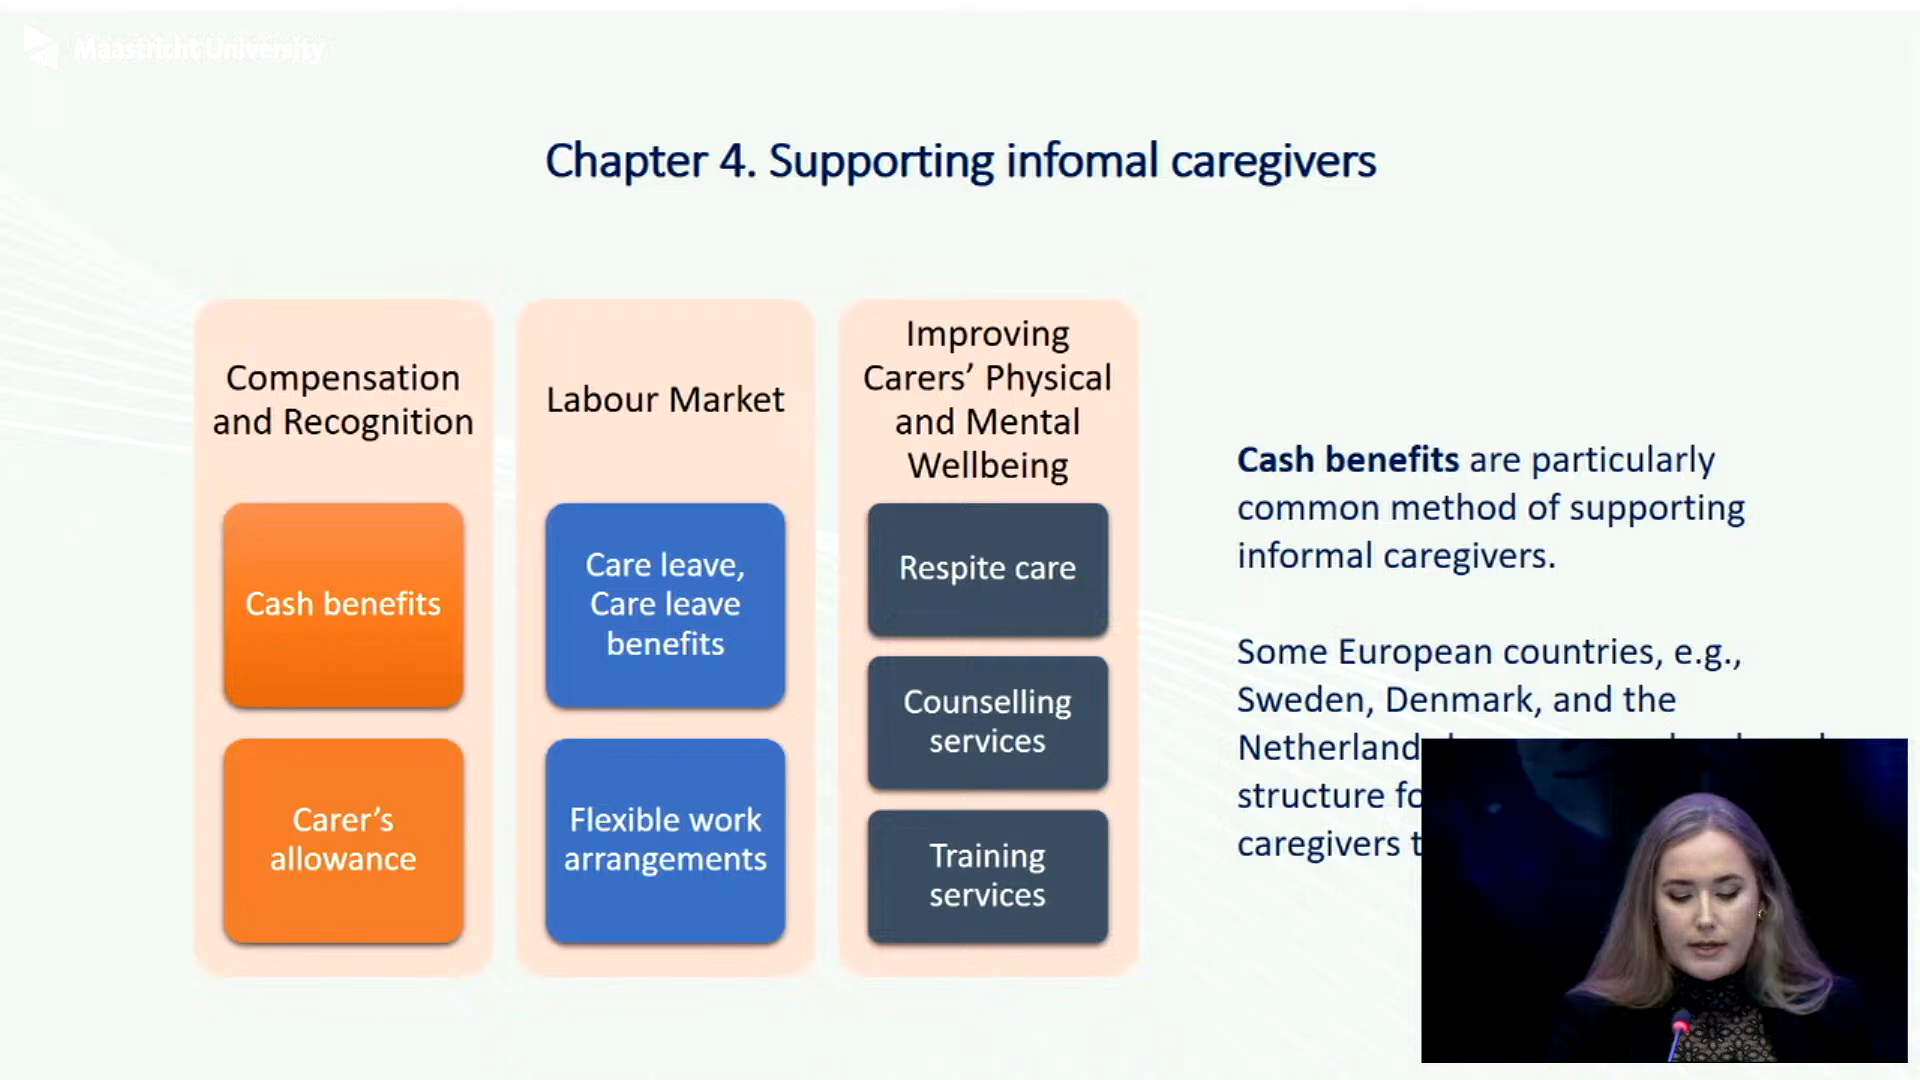 Maastricht University
Chapter 4. Supporting infomal caregivers
Compensation
and Recognition
Cash benefits
Carer’s
allowance
Labour Market
Care leave,
Care leave
benefits
Flexible work
arrangements
Improving
Carers’ Physical
and Mental
Wellbeing
Respite care
Counselling
services
Training
services
Cash benefits are particularly
common method of supporting
informal caregivers.
Some European countries, e.g.,
Sweden, Denmark, and the
structure
caregivers